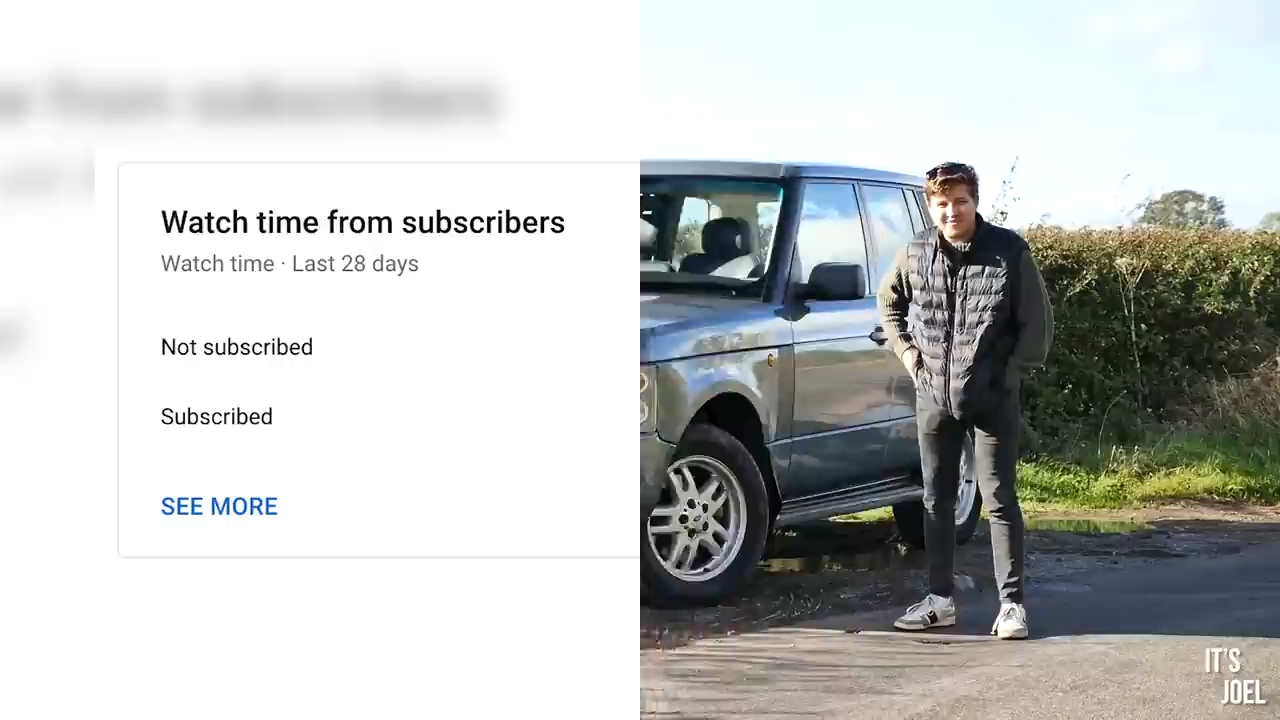 Watch time from subscribers
Watch time · Last 28 days
Not subscribed
Subscribed
SEE MORE
IT'S
JOEL